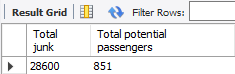 Result Grid Filter Rows:
Total junk Total potential passengers
28600 851